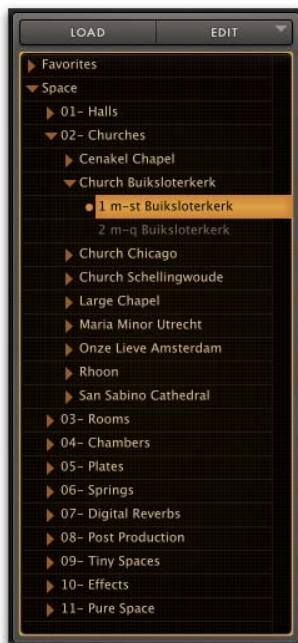 LOAD EDIT
Favorites
Space
01- Halls
02- Churches
Cenakel Chapel
Church Buiksloterkerk
1 m-st Buiksloterkerk
2 m-q Buiksloterkerk
Church Chicago
Church Schellingwoude
Large Chapel
Maria Minor Utrecht
Onze Lieve Amsterdam
Rhoon
San Sabino Cathedral
03- Rooms
04- Chambers
05- Plates
06- Springs
07- Digital Reverbs
08- Post Production
09- Tiny Spaces
10- Effects
11- Pure Space